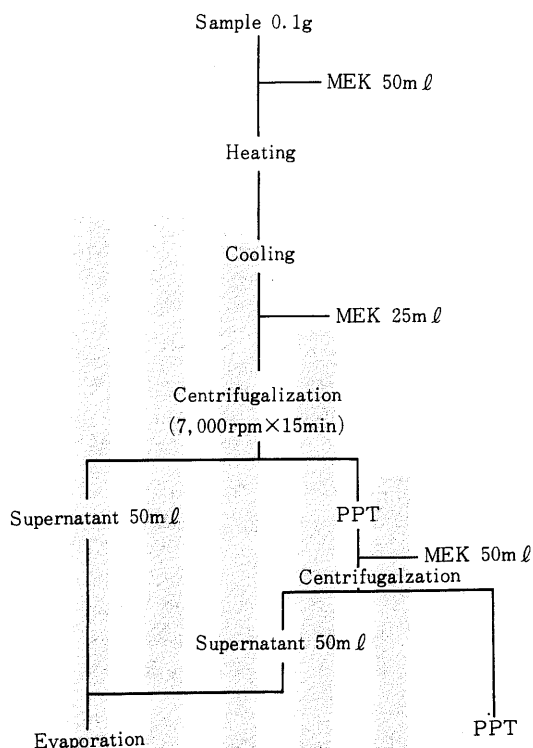 Sample 0.1g
MEK 50mℓ
Heating
Cooling
MEK 25mℓ
Centrifugalization
(7,000rpm×15min)
Supernatant 50mℓ
PPT
MEK 50mℓ
Centrifugalzation
Supernatant 50mℓ
Evaporation
PPT